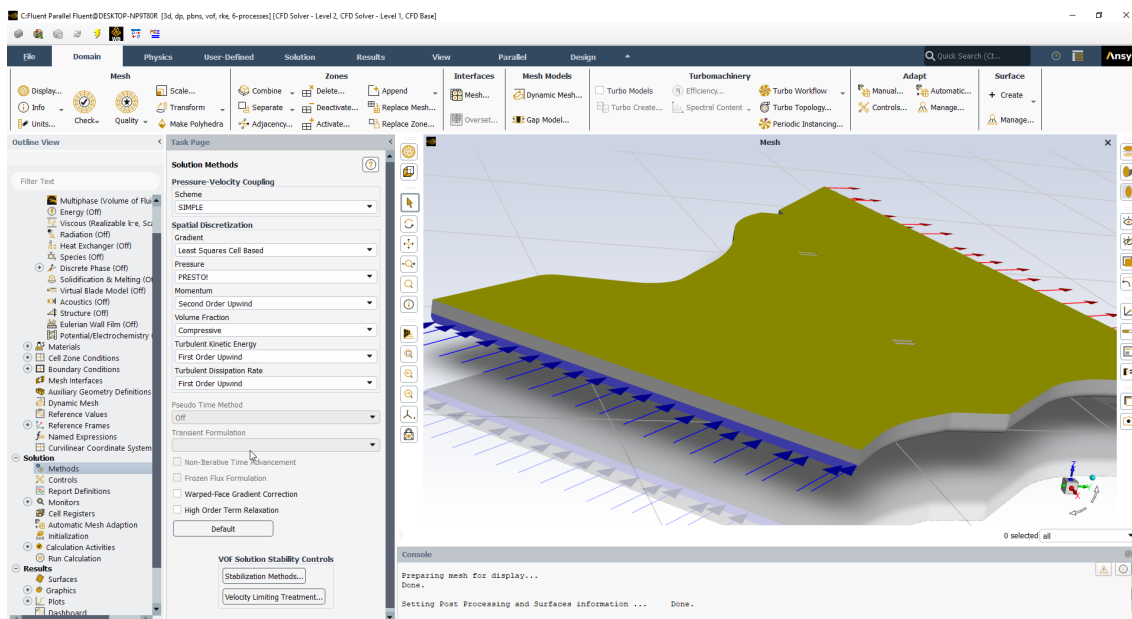 C:Fluent Parallel Fluent@DESKTOP-NP9T80R [3d, dp, pbns, vof, rke, 6-processes] [CFD Solver - Level 2, CFD Solver - Level 1, CFD Base]
File Domain Physics User-Defined Solution Results View Parallel Design Quick Search (Ct... Ansy
Mesh Zones Interfaces Mesh Models Turbomachinery Adapt Surface
Display... Scale... Combine Delete... Append Mesh... Dynamic Mesh... Turbo Models Efficiency... Turbo Workflow Manual... Automatic... + Create
Info Check Quality Transform Separate Deactivate... Replace Mesh... Turbo Create... Spectral Content Turbo Topology... Controls... Manage...
Units... Make Polyhedra Adjacency... Activate... Replace Zone... Overset... Gap Model... Periodic Instancing... Manage...
Outline View
Filter Text
Multiphase (Volume of Flui
Energy (Off)
Viscous (Realizable k-e, Sca
Radiation (Off)
Heat Exchanger (Off)
Species (Off)
Discrete Phase (Off)
Solidification & Melting (Of
Virtual Blade Model (Off)
Acoustics (Off)
Structure (Off)
Eulerian Wall Film (Off)
Potential/Electrochemistry
Materials
Cell Zone Conditions
Boundary Conditions
Mesh Interfaces
Auxiliary Geometry Definitions
Dynamic Mesh
Reference Values
Reference Frames
Named Expressions
Curvilinear Coordinate System
Solution
Methods
Controls
Report Definitions
Monitors
Cell Registers
Automatic Mesh Adaption
Initialization
Calculation Activities
Run Calculation
Results
Surfaces
Graphics
Plots
Dashboard
Task Page
Solution Methods
Pressure-Velocity Coupling
Scheme
SIMPLE
Spatial Discretization
Gradient
Least Squares Cell Based
Pressure
PRESTO!
Momentum
Second Order Upwind
Volume Fraction
Compressive
Turbulent Kinetic Energy
First Order Upwind
Turbulent Dissipation Rate
First Order Upwind
Pseudo Time Method
Off
Transient Formulation
Non-Iterative Time Advancement
Frozen Flux Formulation
Warped-Face Gradient Correction
High Order Term Relaxation
Default
VOF Solution Stability Controls
Stabilization Methods...
Velocity Limiting Treatment...
Mesh
Z
0 selected all
Console
Preparing mesh for display...
Done.
Setting Post Processing and Surfaces information ... Done.